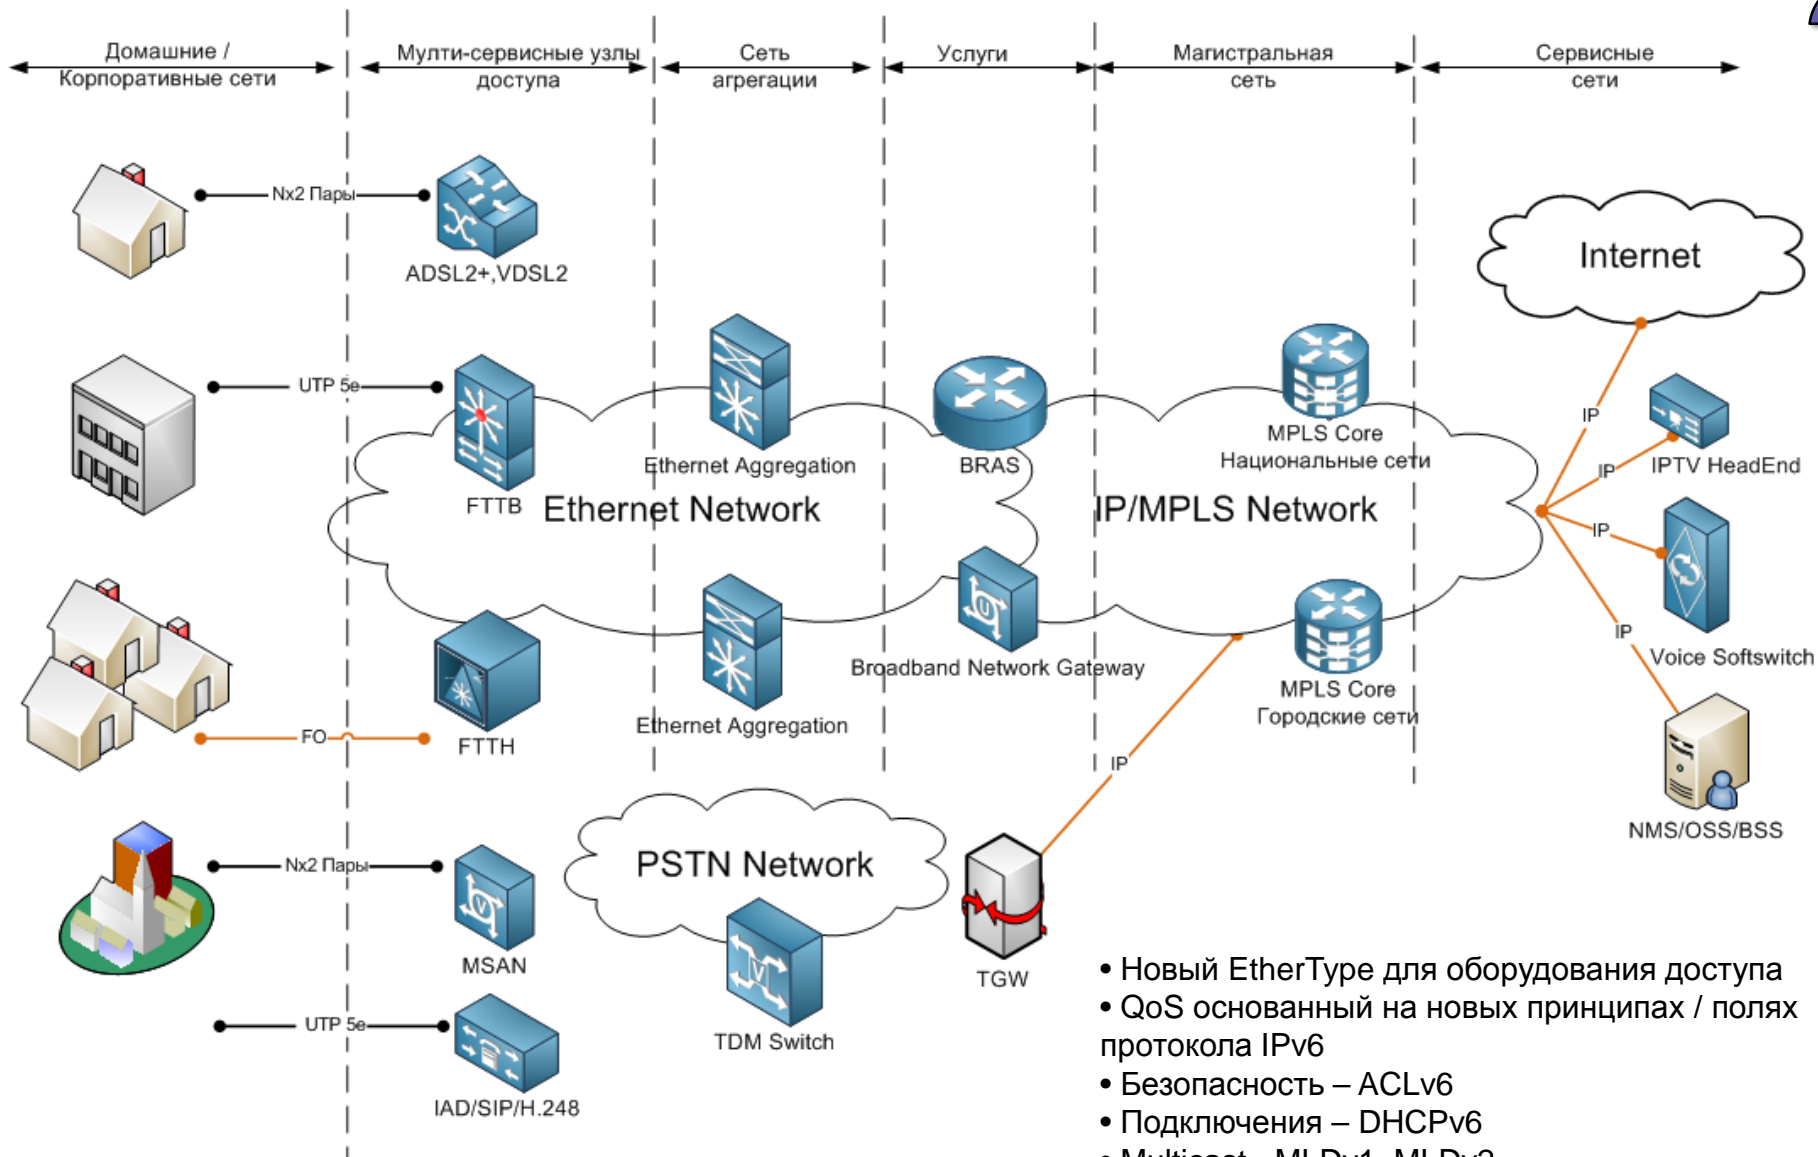 Домашние /
Корпоративные сети
Мулти-сервисные узлы
доступа
Сеть
агрегации
Услуги
Магистральная
сеть
Сервисные
сети
Nx2 Пары
ADSL2+,VDSL2
Internet
UTP 5e
FTTB
Ethernet Aggregation
BRAS
MPLS Core
Национальные сети
IP
IPTV HeadEnd
IP
Ethernet Network
IP/MPLS Network
IP
Voice Softswitch
IP
Broadband Network Gateway
MPLS Core
Городские сети
Ethernet Aggregation
FO
FTTH
IP
NMS/OSS/BSS
PSTN Network
Nx2 Пары
MSAN
TGW
TDM Switch
UTP 5e
IAD/SIP/H.248
• Новый EtherType для оборудования доступа
• QoS основанный на новых принципах / полях
протокола IPv6
• Безопасность – ACLv6
• Подключения – DHCPv6
• Multicast - MLDv1, MLDv2